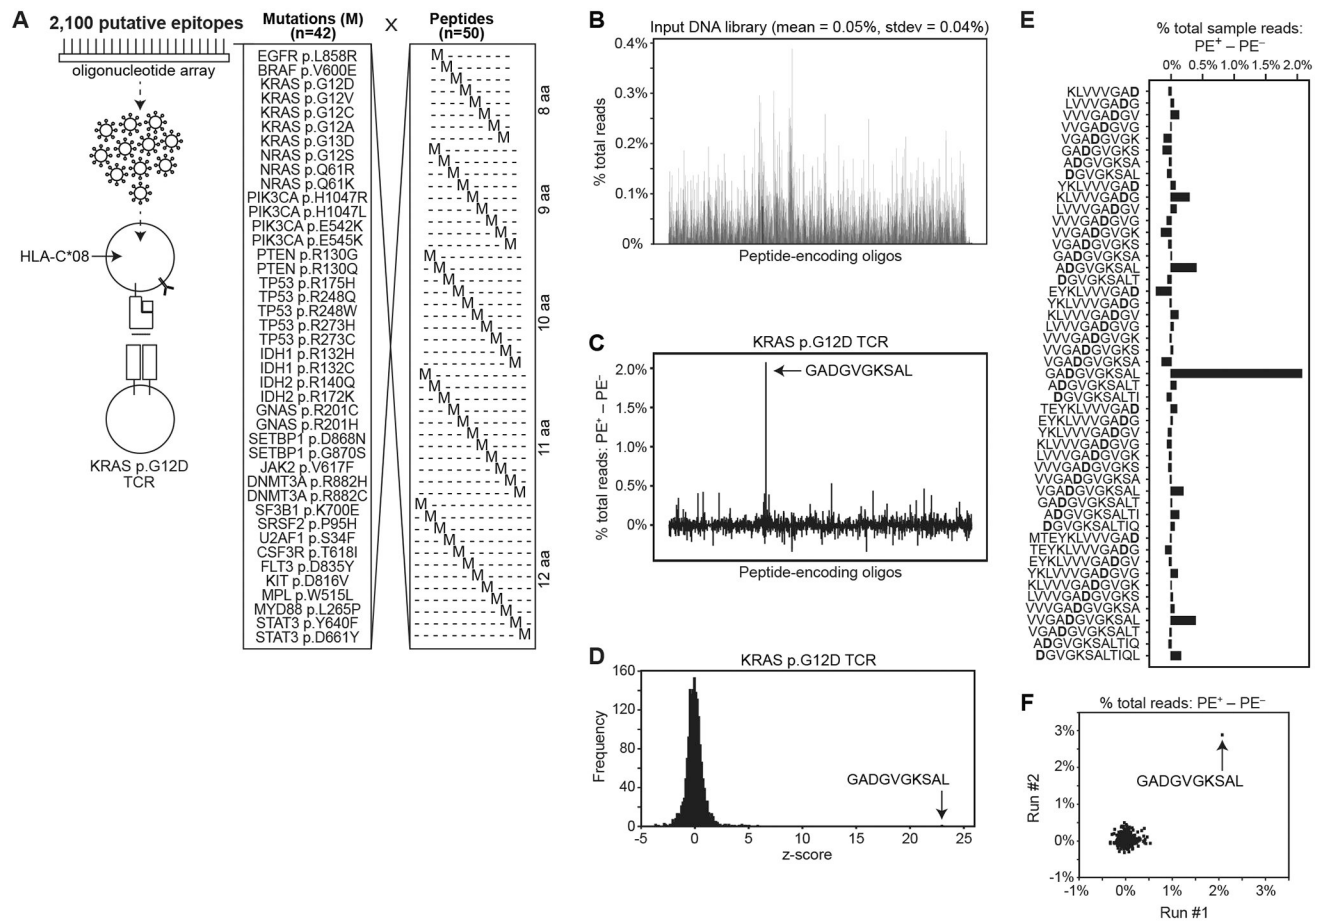 A
2,100 putative epitopes
oligonucleotide array
HLA-C*08
KRAS p.G12D
TCR
Mutations (M)
(n=42)
EGFR p.L858R
BRAF p.V600E
KRAS p.G12D
KRAS p.G12V
KRAS p.G12C
KRAS p.G12A
KRAS p.G13D
NRAS p.G12S
NRAS p.Q61R
NRAS p.Q61K
PIK3CA p.H1047R
PIK3CA p.H1047L
PIK3CA p.E542K
PIK3CA p.E545K
PTEN p.R130G
PTEN p.R130Q
TP53 p.R175H
TP53 p.R248Q
TP53 p.R248W
TP53 p.R273H
TP53 p.R273C
IDH1 p.R132H
IDH1 p.R132C
IDH2 p.R140Q
IDH2 p.R172K
GNAS p.R201C
GNAS p.R201H
SETBP1 p.D868N
SETBP1 p.G870S
JAK2 p.V617F
DNMT3A p.R882H
DNMT3A p.R882C
SF3B1 p.K700E
SRSF2 p.P95H
U2AF1 p.S34F
CSF3R p.T618I
FLT3 p.D835Y
KIT p.D816V
MPL p.W515L
MYD88 p.L265P
STAT3 p.Y640F
STAT3 p.D661Y
X
Peptides
(n=50)
M
M
M
M
M
M
M
M
8 aa
M
M
M
M
M
M
M
M
M
9 aa
M
M
M
M
M
M
M
M
M
M
10 aa
M
M
M
M
M
M
M
M
M
M
M
11 aa
M
M
M
M
M
M
M
M
M
M
M
M
12 aa
B
Input DNA library (mean = 0.05%, stdev = 0.04%)
% total reads
0.4%
0.3%
0.2%
0.1%
0%
Peptide-encoding oligos
C
KRAS p.G12D TCR
% total reads: PE⁺ – PE⁻
2.0%
1.5%
1.0%
0.5%
0%
GADGVGKSAL
Peptide-encoding oligos
D
KRAS p.G12D TCR
Frequency
160
120
80
40
0
GADGVGKSAL
-5 0 5 10 15 20 25
z-score
E
% total sample reads:
PE⁺ – PE⁻
0% 0.5% 1.0% 1.5% 2.0%
KLVVVGAD
LVVVGADG
VVVGADGV
VVGADGVG
VGADGVGK
GADGVGKS
ADGVGKSA
DGVGKSAL
YKLVVVGAD
KLVVVGADG
LVVVGADGV
VVVGADGVG
VVGADGVGK
VGADGVGKS
GADGVGKSA
ADGVGKSAL
DGVGKSALT
EYKLVVVGAD
YKLVVVGADG
KLVVVGADGV
LVVVGADGVG
VVVGADGVGK
VVGADGVGKS
VGADGVGKSA
GADGVGKSAL
ADGVGKSALT
DGVGKSALTI
TEYKLVVVGAD
EYKLVVVGADG
YKLVVVGADGV
KLVVVGADGVG
LVVVGADGVGK
VVVGADGVGKS
VVGADGVGKSA
VGADGVGKSAL
GADGVGKSALT
ADGVGKSALTI
DGVGKSALTIQ
MTEYKLVVVGAD
TEYKLVVVGADG
EYKLVVVGADGV
YKLVVVGADGVG
KLVVVGADGVGK
LVVVGADGVGKS
VVVGADGVGKSA
VVGADGVGKSAL
VGADGVGKSALT
ADGVGKSALTIQ
DGVGKSALTIQL
F
% total reads: PE⁺ – PE⁻
Run #2
3%
2%
1%
0%
-1%
GADGVGKSAL
-1% 0% 1% 2% 3%
Run #1